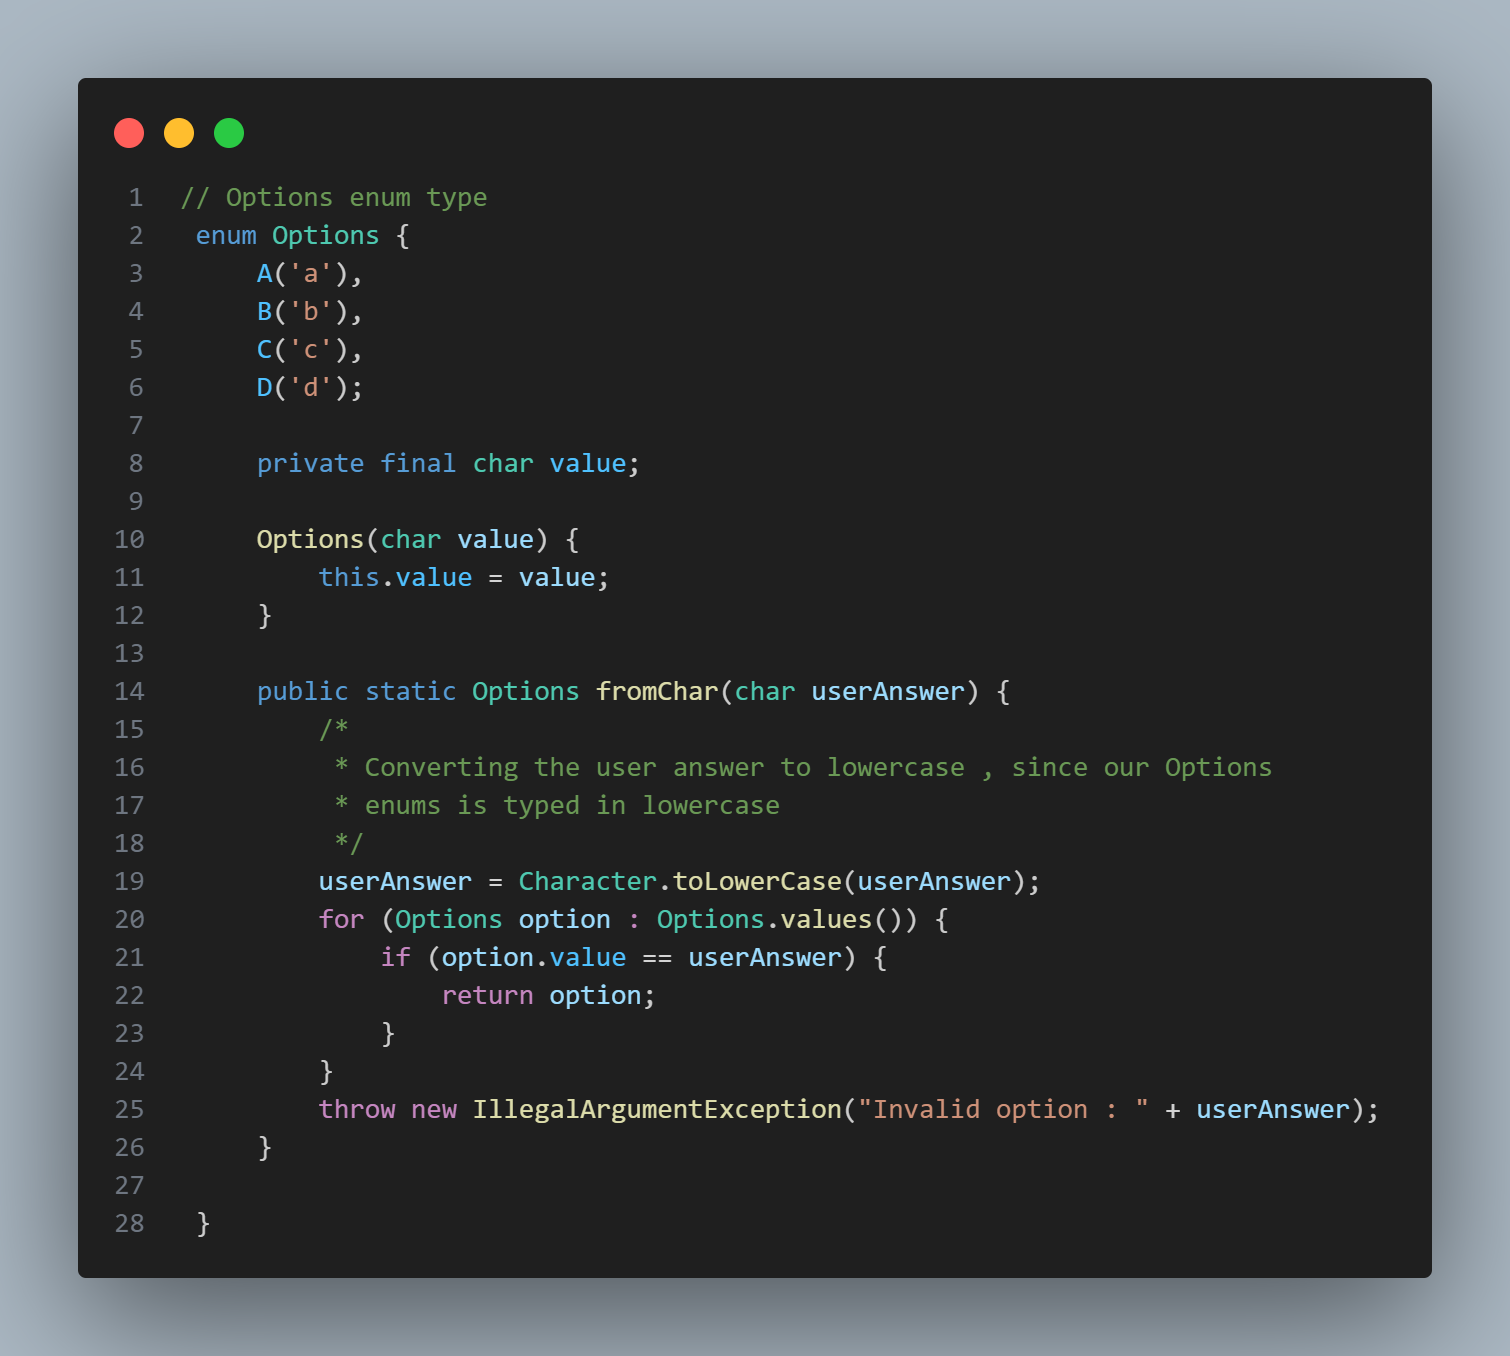 1 // Options enum type
2 enum Options {
3 A('a'),
4 B('b'),
5 C('c'),
6 D('d');
7
8 private final char value;
9
10 Options(char value) {
11 this.value = value;
12 }
13
14 public static Options fromChar(char userAnswer) {
15 /*
16 * Converting the user answer to lowercase , since our Options
17 * enums is typed in lowercase
18 */
19 userAnswer = Character.toLowerCase(userAnswer);
20 for (Options option : Options.values()) {
21 if (option.value == userAnswer) {
22 return option;
23 }
24 }
25 throw new IllegalArgumentException("Invalid option : " + userAnswer);
26 }
27
28 }